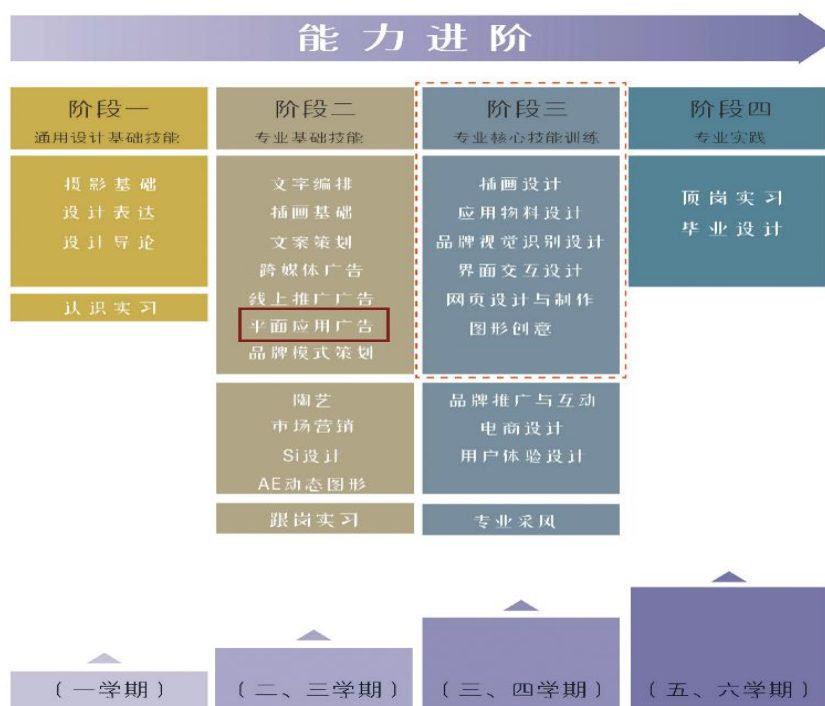 能力进阶
阶段一
通用设计基础技能
摄影基础
设计表达
设计导论
认识实习
阶段二
专业基础技能
文字编排
插画基础
文案策划
跨媒体广告
线上推广广告
平面应用广告
品牌模式策划
陶艺
市场营销
Si设计
AE动态图形
跟岗实习
阶段三
专业核心技能训练
插画设计
应用物料设计
品牌视觉识别设计
界面交互设计
网页设计与制作
图形创意
品牌推广与互动
电商设计
用户体验设计
专业采风
阶段四
专业实践
顶岗实习
毕业设计
(一学期)
(二、三学期)
(三、四学期)
(五、六学期)